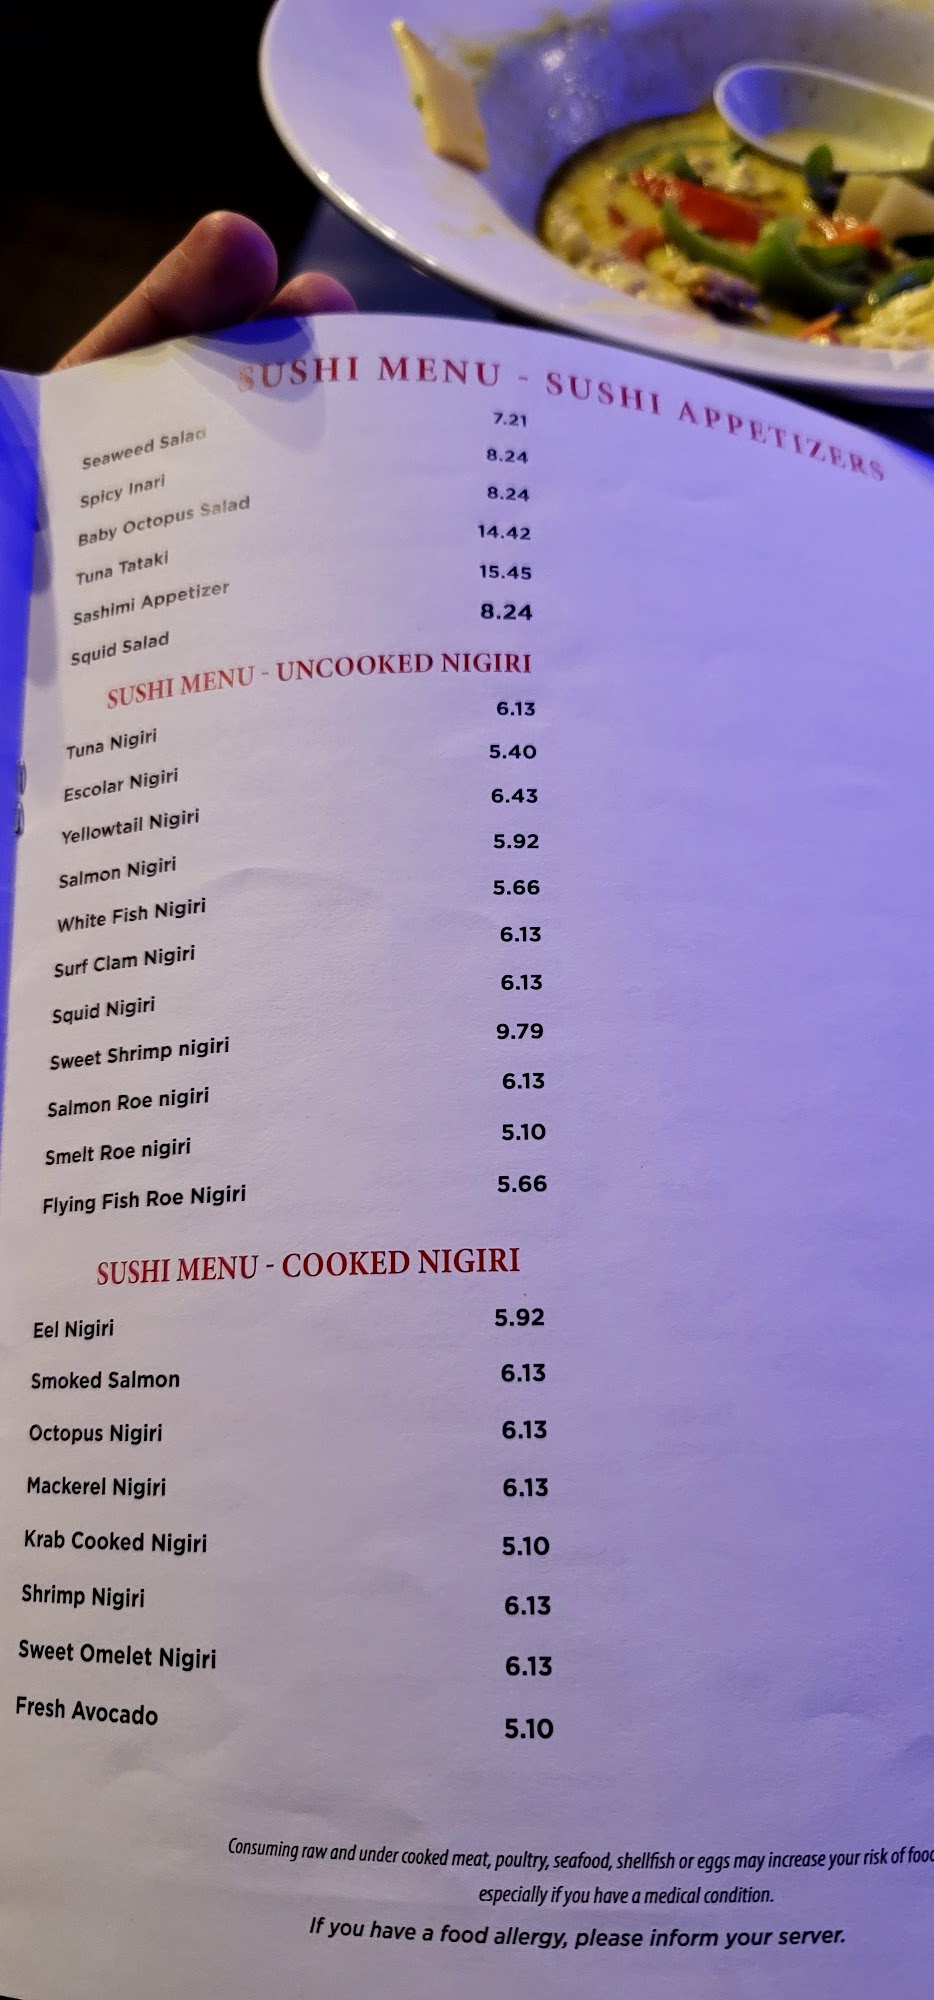 SUSHI MENU - SUSHI APPETIZERS
Seaweed Salad 7.21
Spicy Inari 8.24
Baby Octopus Salad 8.24
Tuna Tataki 14.42
Sashimi Appetizer 15.45
Squid Salad 8.24
SUSHI MENU - UNCOOKED NIGIRI
Tuna Nigiri 6.13
Escolar Nigiri 5.40
Yellowtail Nigiri 6.43
Salmon Nigiri 5.92
White Fish Nigiri 5.66
Surf Clam Nigiri 6.13
Squid Nigiri 6.13
Sweet Shrimp nigiri 9.79
Salmon Roe nigiri 6.13
Smelt Roe nigiri 5.10
Flying Fish Roe Nigiri 5.66
SUSHI MENU - COOKED NIGIRI
Eel Nigiri 5.92
Smoked Salmon 6.13
Octopus Nigiri 6.13
Mackerel Nigiri 6.13
Krab Cooked Nigiri 5.10
Shrimp Nigiri 6.13
Sweet Omelet Nigiri 6.13
Fresh Avocado 5.10
Consuming raw and under cooked meat, poultry, seafood, shellfish or eggs may increase your risk of
especially if you have a medical condition.
If you have a food allergy, please inform your server.